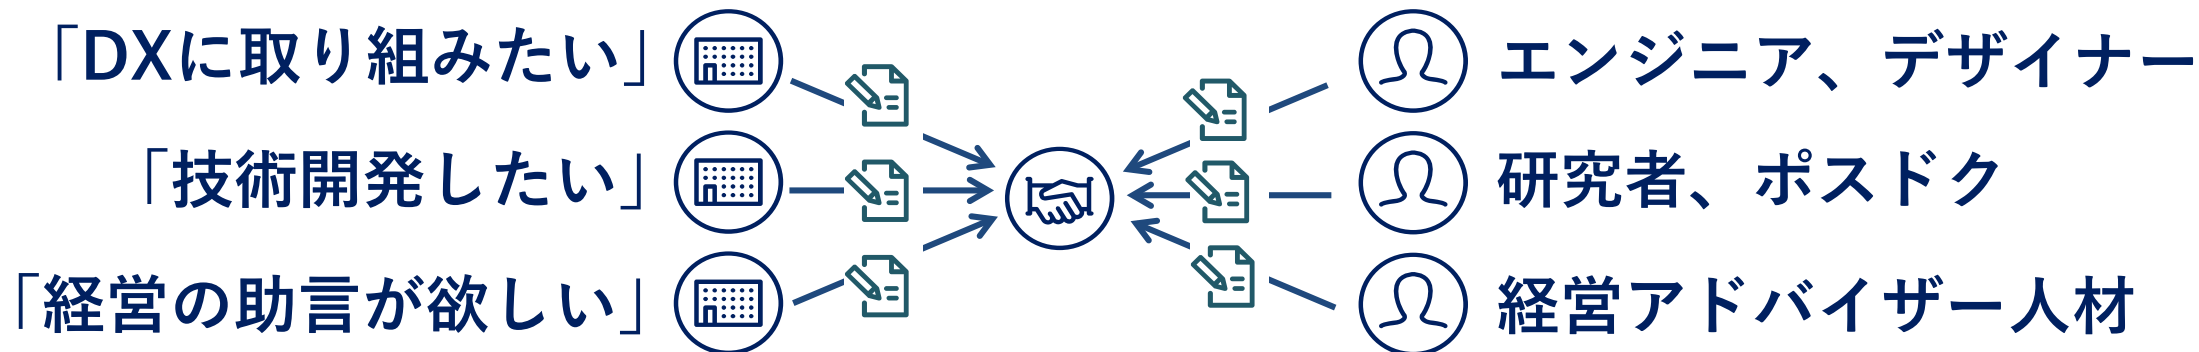 「DXに取り組みたい」
エンジニア、デザイナー
「技術開発したい」
研究者、ポスドク
「経営の助言が欲しい」
経営アドバイザー人材